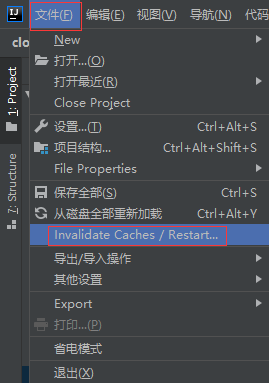 IJ 文件(F) 编辑(E) 视图(V) 导航(N) 代码
clo
1: Project
7: Structure
New
打开...(O)
打开最近(R)
Close Project
设置...(T) Ctrl+Alt+S
项目结构... Ctrl+Alt+Shift+S
File Properties
保存全部(S) Ctrl+S
从磁盘全部重新加载 Ctrl+Alt+Y
Invalidate Caches / Restart...
导出/导入操作
其他设置
Export
打印...(P)
省电模式
退出(X)